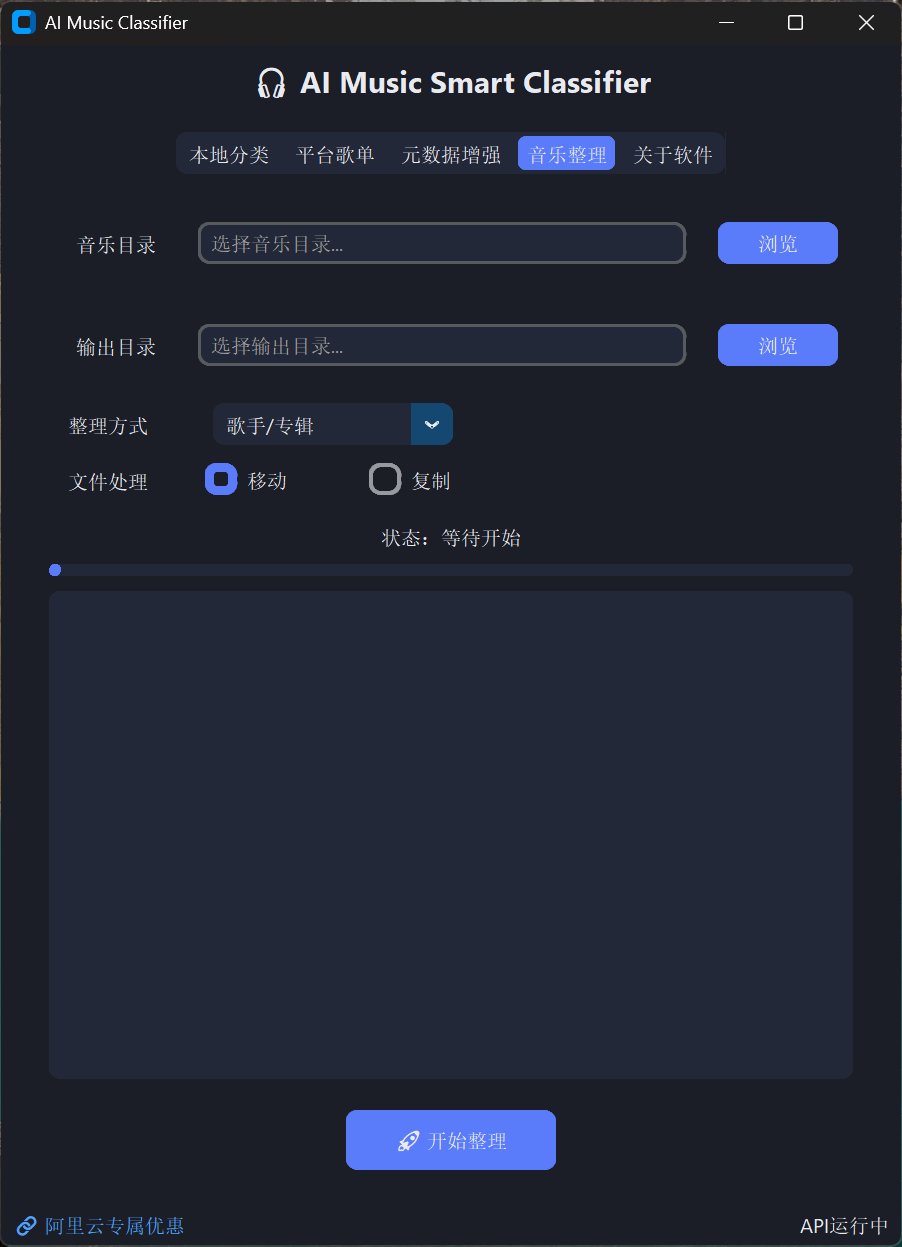 AI Music Classifier
AI Music Smart Classifier
本地分类 平台歌单 元数据增强 音乐整理 关于软件
音乐目录 选择音乐目录... 浏览
输出目录 选择输出目录... 浏览
整理方式 歌手/专辑
文件处理 移动 复制
状态：等待开始
开始整理
阿里云专属优惠 API运行中